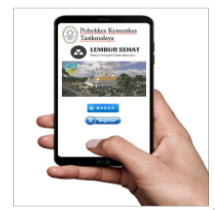 Poltekkes Kemenkes
Tasikmalaya
LEMBUR SEHAT
MASUK
Register